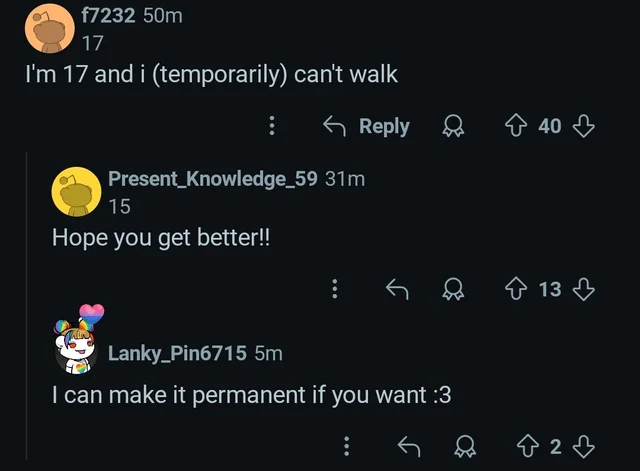 f7232 50m
17
I'm 17 and i (temporarily) can't walk
Reply 40
Present_Knowledge_59 31m
15
Hope you get better!!
13
Lanky_Pin6715 5m
I can make it permanent if you want :3
2